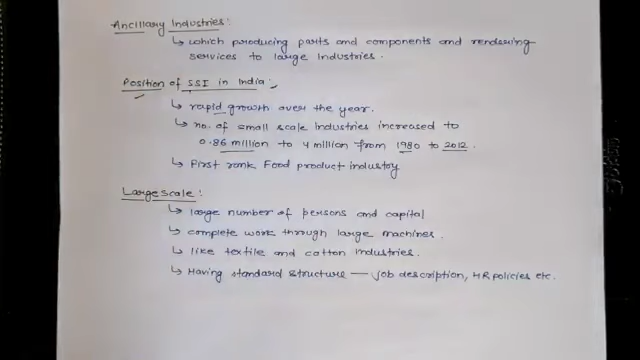 Ancillary Industries:
↳ which producing parts and components and rendering
services to large industries.
Position of SSI in India:
↳ rapid growth over the year.
↳ no. of small scale industries increased to
0.86 million to 4 million from 1980 to 2012.
↳ First rank Food product industry
Large scale:
↳ large number of persons and capital
↳ complete work through large machines.
↳ like textile and cotton industries.
↳ Having standard structure — job description, HR policies etc.